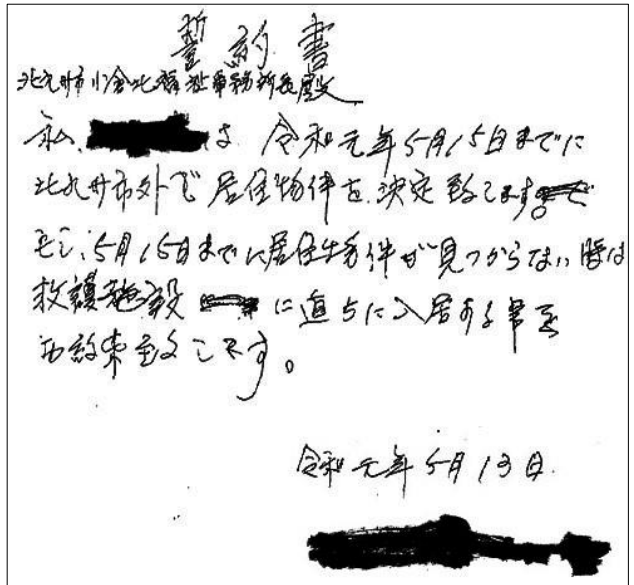 誓約書
北九州市小倉北福祉事務所長殿
私、は、令和元年5月15日までに
北九州市外で居住物件を決定致します。
もし、5月15日までに居住物件が見つからない時は
救護施設に直ちに入居する事を
お約束致します。
令和元年5月13日